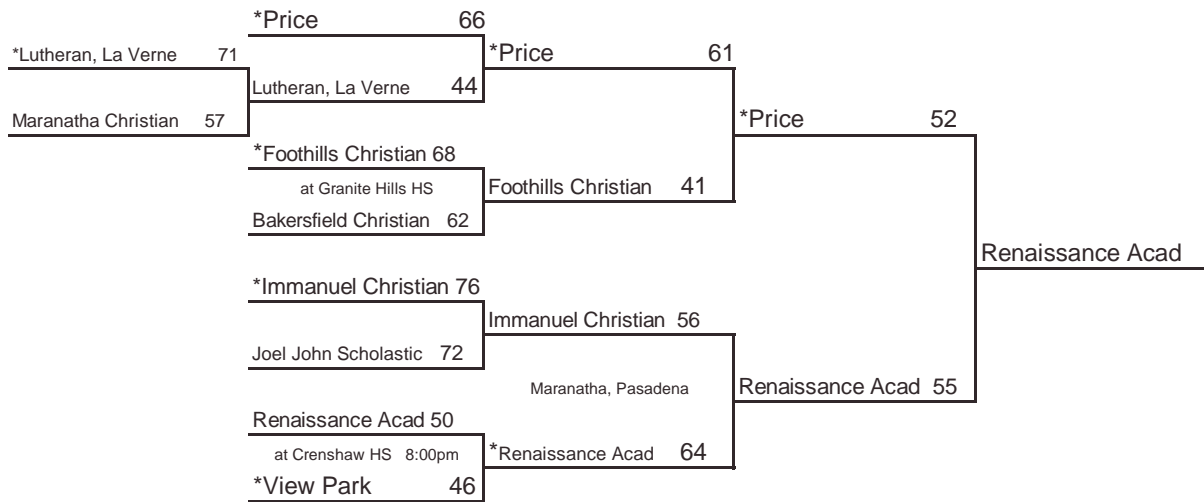 *Price 66
*Lutheran, La Verne 71
*Price 61
Lutheran, La Verne 44
Maranatha Christian 57
*Price 52
*Foothills Christian 68
at Granite Hills HS
Foothills Christian 41
Bakersfield Christian 62
Renaissance Acad
*Immanuel Christian 76
Immanuel Christian 56
Joel John Scholastic 72
Maranatha, Pasadena
Renaissance Acad 55
Renaissance Acad 50
at Crenshaw HS 8:00pm
*Renaissance Acad 64
*View Park 46